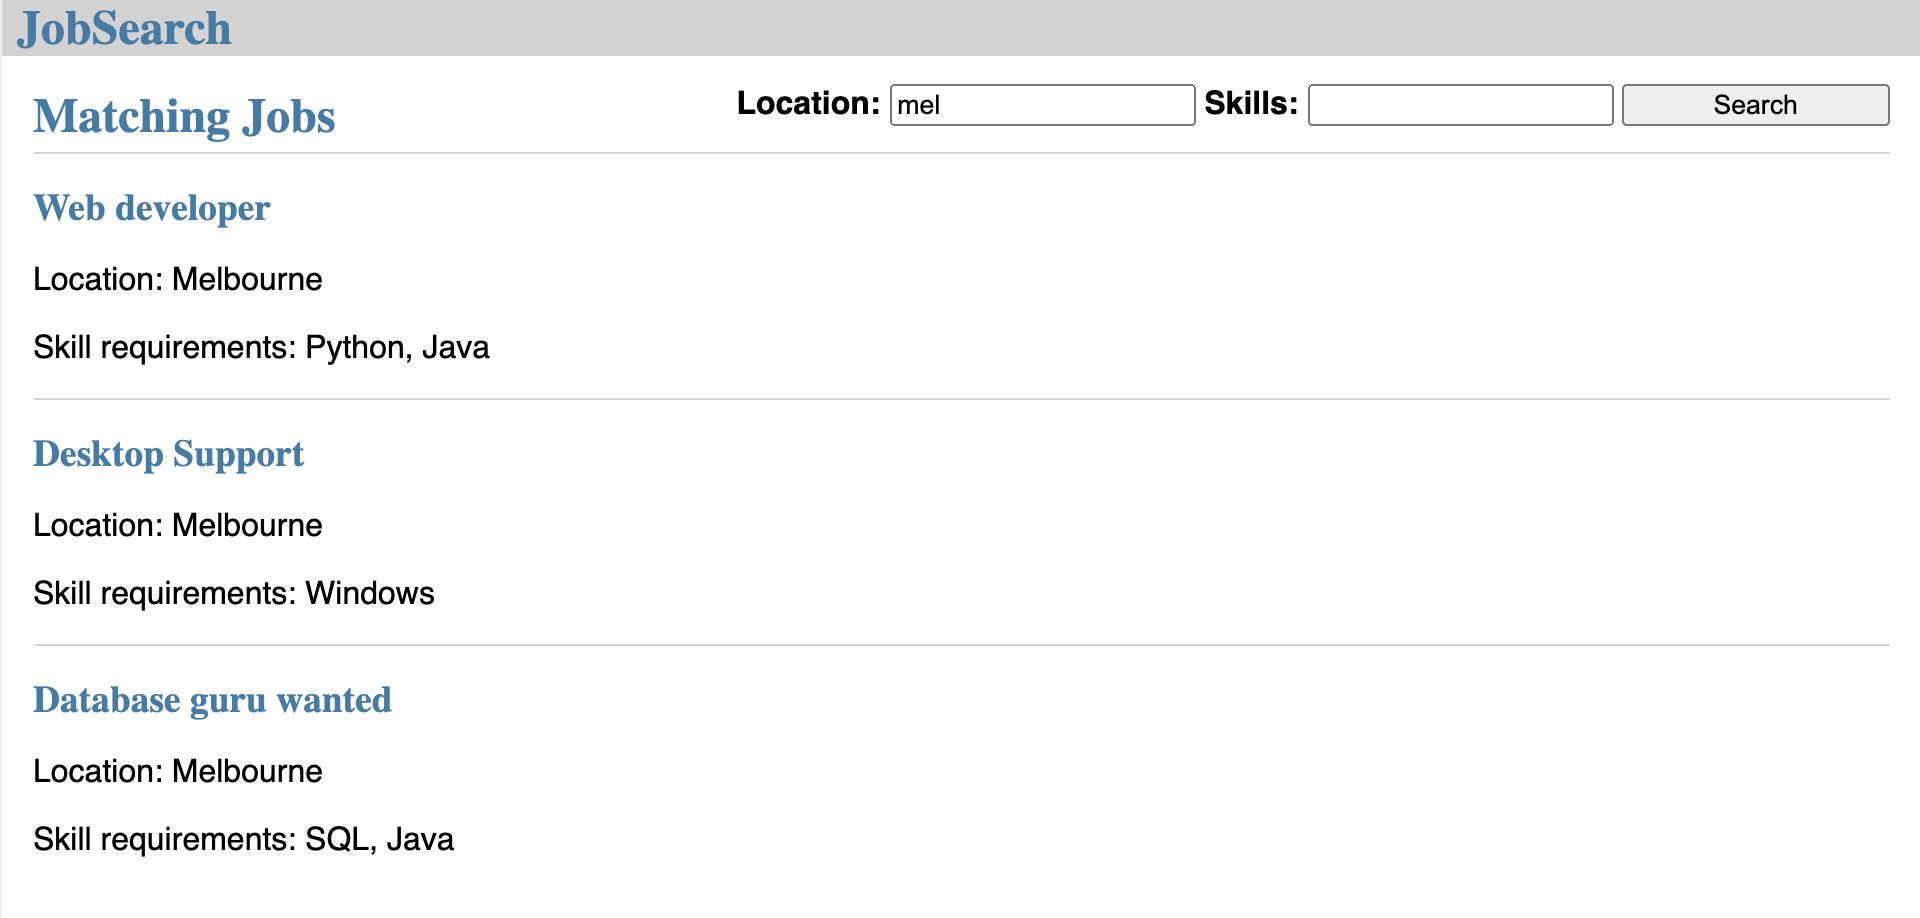 JobSearch
Matching Jobs
Location: mel Skills: Search
Web developer
Location: Melbourne
Skill requirements: Python, Java
Desktop Support
Location: Melbourne
Skill requirements: Windows
Database guru wanted
Location: Melbourne
Skill requirements: SQL, Java